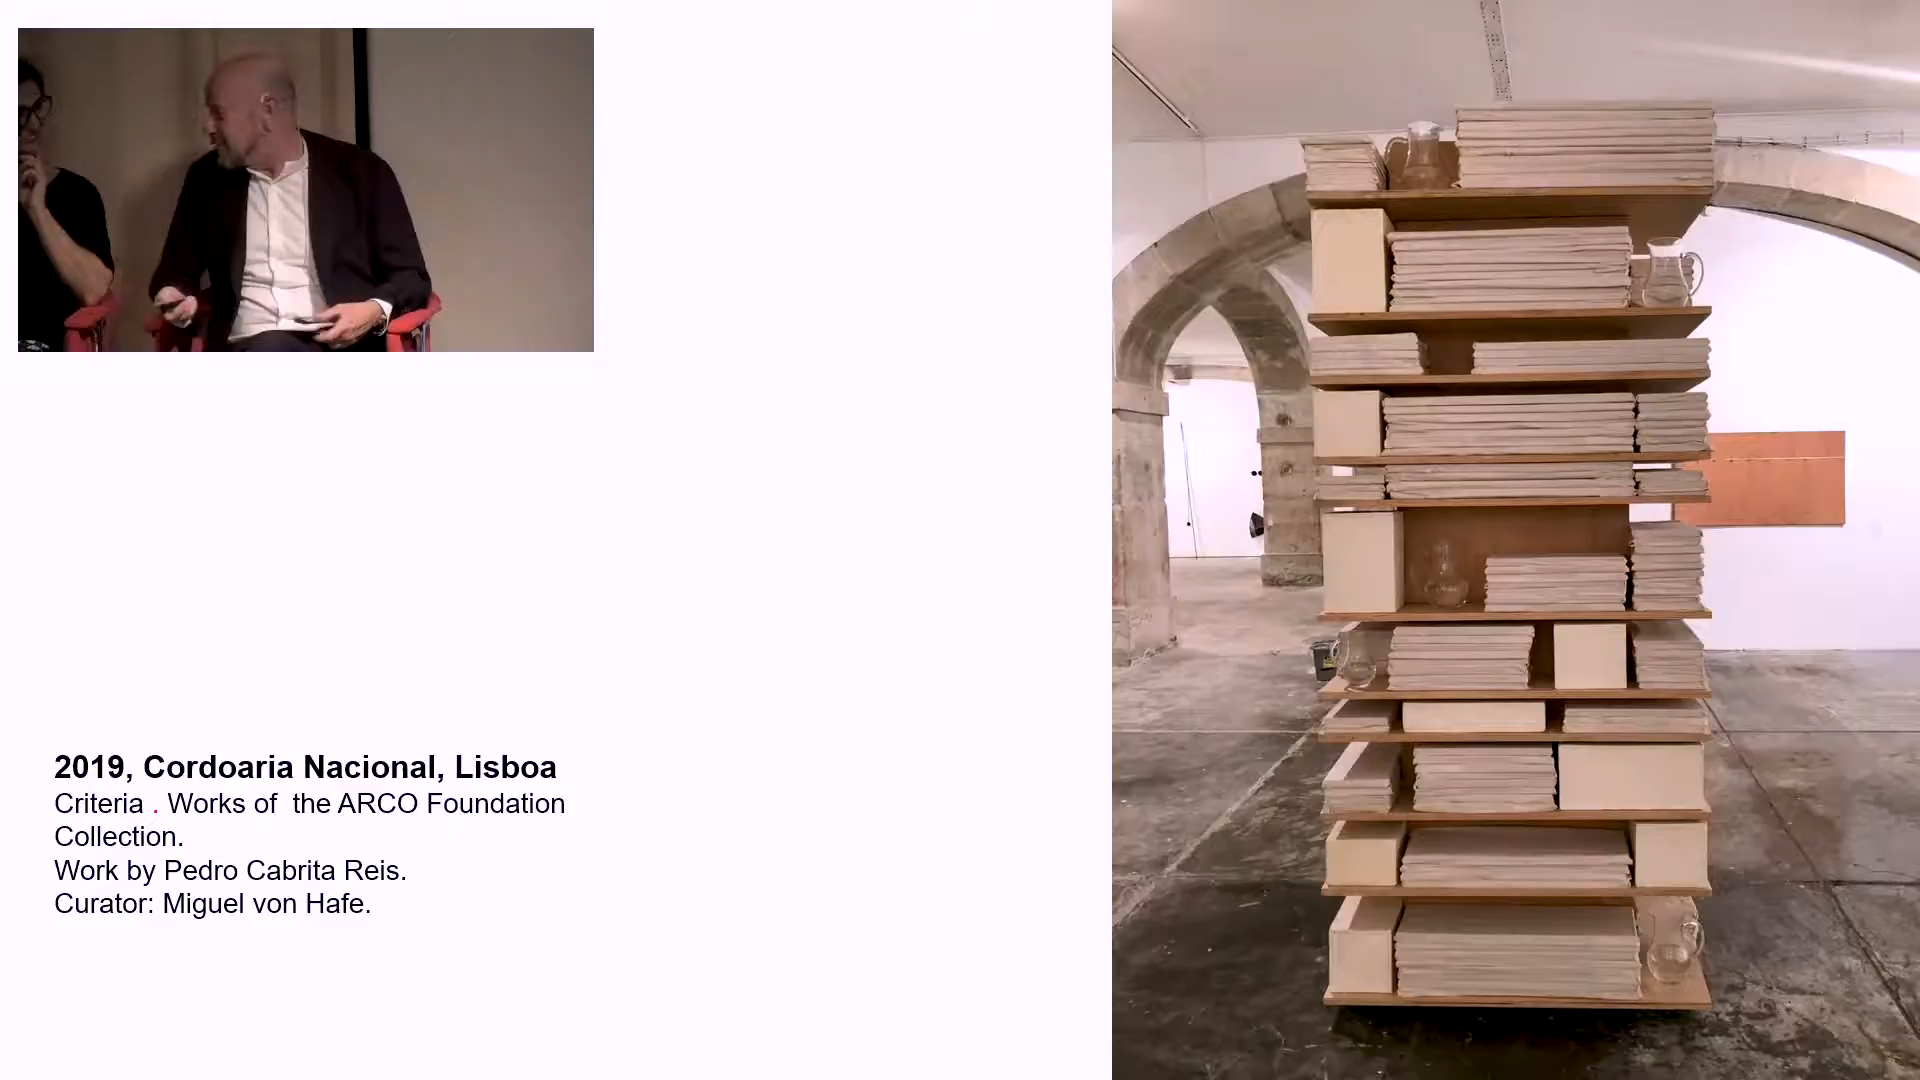 2019, Cordoaria Nacional, Lisboa
Criteria . Works of  the ARCO Foundation
Collection.
Work by Pedro Cabrita Reis.
Curator: Miguel von Hafe.